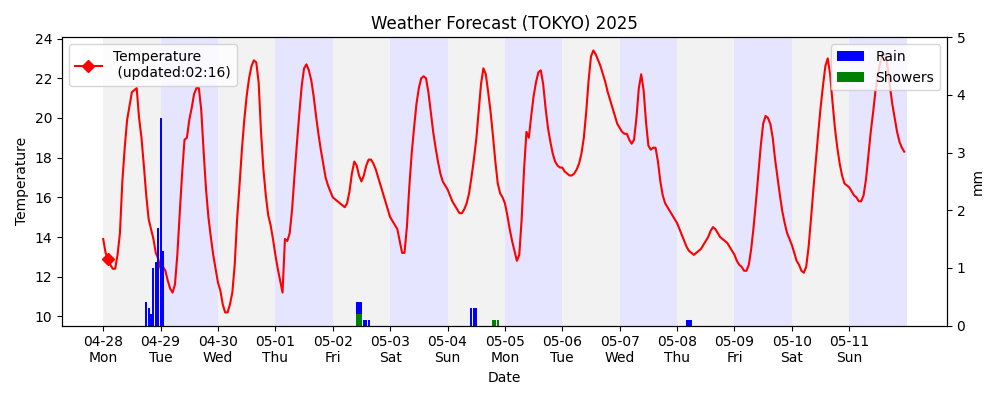 Weather Forecast (TOKYO) 2025
Temperature
(updated:02:16)
Rain
Showers
Temperature
24
22
20
18
16
14
12
10
5
4
3
2
1
0
mm
04-28 04-29 04-30 05-01 05-02 05-03 05-04 05-05 05-06 05-07 05-08 05-09 05-10 05-11
Mon Tue Wed Thu Fri Sat Sun Mon Tue Wed Thu Fri Sat Sun
Date